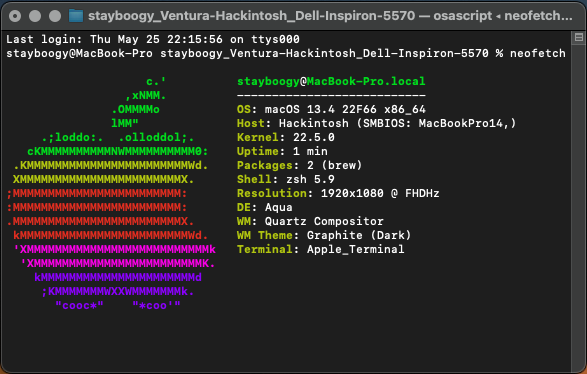 stayboogy_Ventura-Hackintosh_Dell-Inspiron-5570 — osascript ◂ neofetch...
Last login: Thu May 25 22:15:56 on ttys000
stayboogy@MacBook-Pro stayboogy_Ventura-Hackintosh_Dell-Inspiron-5570 % neofetch
                    c.'
                 ,xNMM.
               .OMMMMo
               lMM"
     .;loddo:.  .olloddol;.
   cKMMMMMMMMMMNWMMMMMMMMMM0:
 .KMMMMMMMMMMMMMMMMMMMMMMMWd.
 XMMMMMMMMMMMMMMMMMMMMMMMX.
;MMMMMMMMMMMMMMMMMMMMMMMM:
:MMMMMMMMMMMMMMMMMMMMMMMM:
.MMMMMMMMMMMMMMMMMMMMMMMMX.
 kMMMMMMMMMMMMMMMMMMMMMMMMWd.
 'XMMMMMMMMMMMMMMMMMMMMMMMMMMk
  'XMMMMMMMMMMMMMMMMMMMMMMMMK.
    kMMMMMMMMMMMMMMMMMMMMMMd
     ;KMMMMMMMWXXWMMMMMMMk.
       "cooc*"    "*coo'"
stayboogy@MacBook-Pro.local
---------------------------
OS: macOS 13.4 22F66 x86_64
Host: Hackintosh (SMBIOS: MacBookPro14,)
Kernel: 22.5.0
Uptime: 1 min
Packages: 2 (brew)
Shell: zsh 5.9
Resolution: 1920x1080 @ FHDHz
DE: Aqua
WM: Quartz Compositor
WM Theme: Graphite (Dark)
Terminal: Apple_Terminal